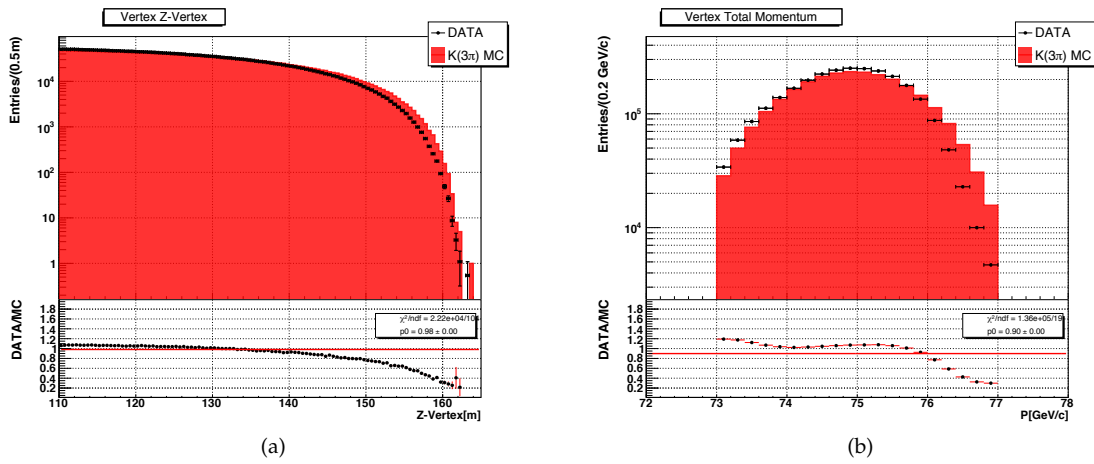 Vertex Z-Vertex
DATA
K(3π) MC
Entries/(0.5m)
10⁴
10³
10²
10
1
DATA/MC
1.8
1.6
1.4
1.2
1
0.8
0.6
0.4
0.2
χ²/ndf = 2.22e+04/104
p0 = 0.98 ± 0.00
110 120 130 140 150 160
Z-Vertex[m]
(a)
Vertex Total Momentum
DATA
K(3π) MC
Entries/(0.2 GeV/c)
10⁵
10⁴
DATA/MC
1.8
1.6
1.4
1.2
1
0.8
0.6
0.4
0.2
χ²/ndf = 1.36e+05/19
p0 = 0.90 ± 0.00
72 73 74 75 76 77 78
P[GeV/c]
(b)